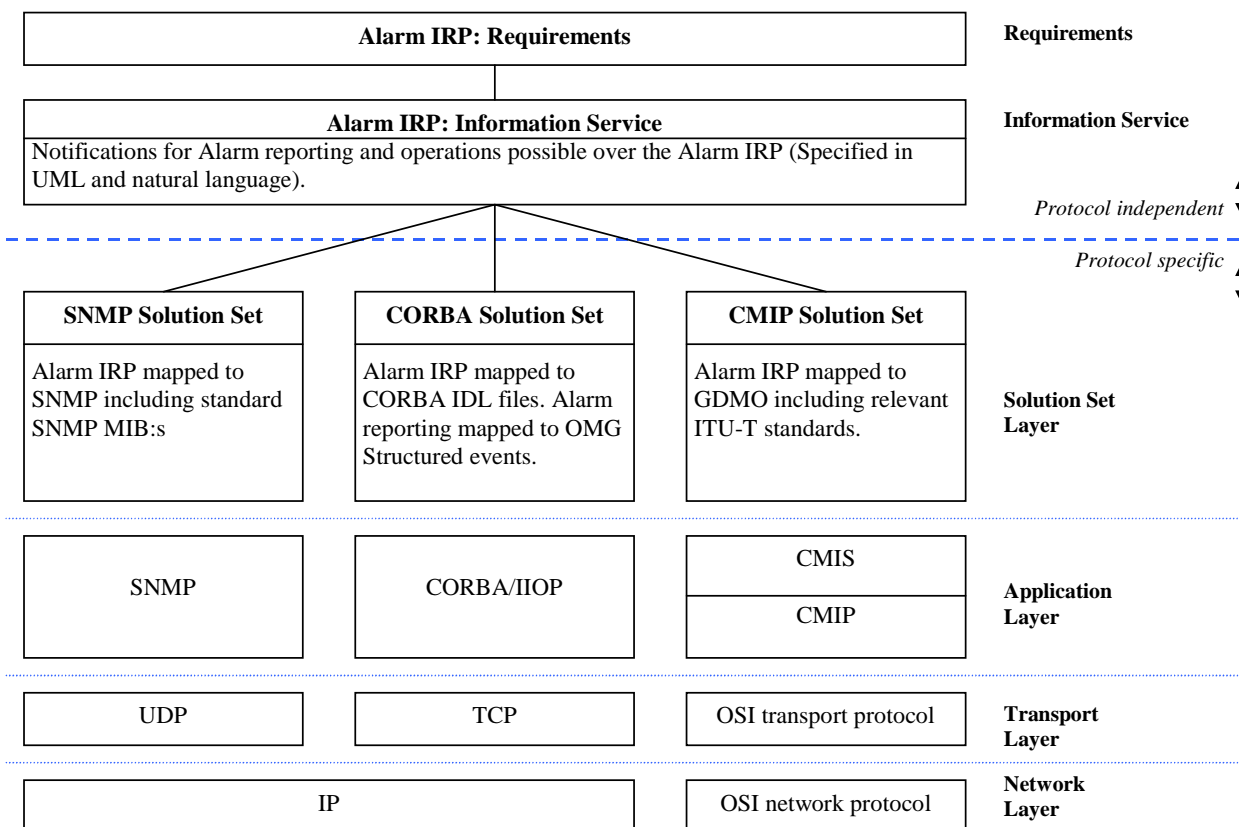 Alarm IRP: Requirements
Requirements
Alarm IRP: Information Service
Information Service
Notifications for Alarm reporting and operations possible over the Alarm IRP (Specified in
UML and natural language).
Protocol independent
Protocol specific
SNMP Solution Set
CORBA Solution Set
CMIP Solution Set
Alarm IRP mapped to
SNMP including standard
SNMP MIB:s
Alarm IRP mapped to
CORBA IDL files. Alarm
reporting mapped to OMG
Structured events.
Alarm IRP mapped to
GDMO including relevant
ITU-T standards.
Solution Set
Layer
SNMP
CORBA/IIOP
CMIS
CMIP
Application
Layer
UDP
TCP
OSI transport protocol
Transport
Layer
IP
OSI network protocol
Network
Layer